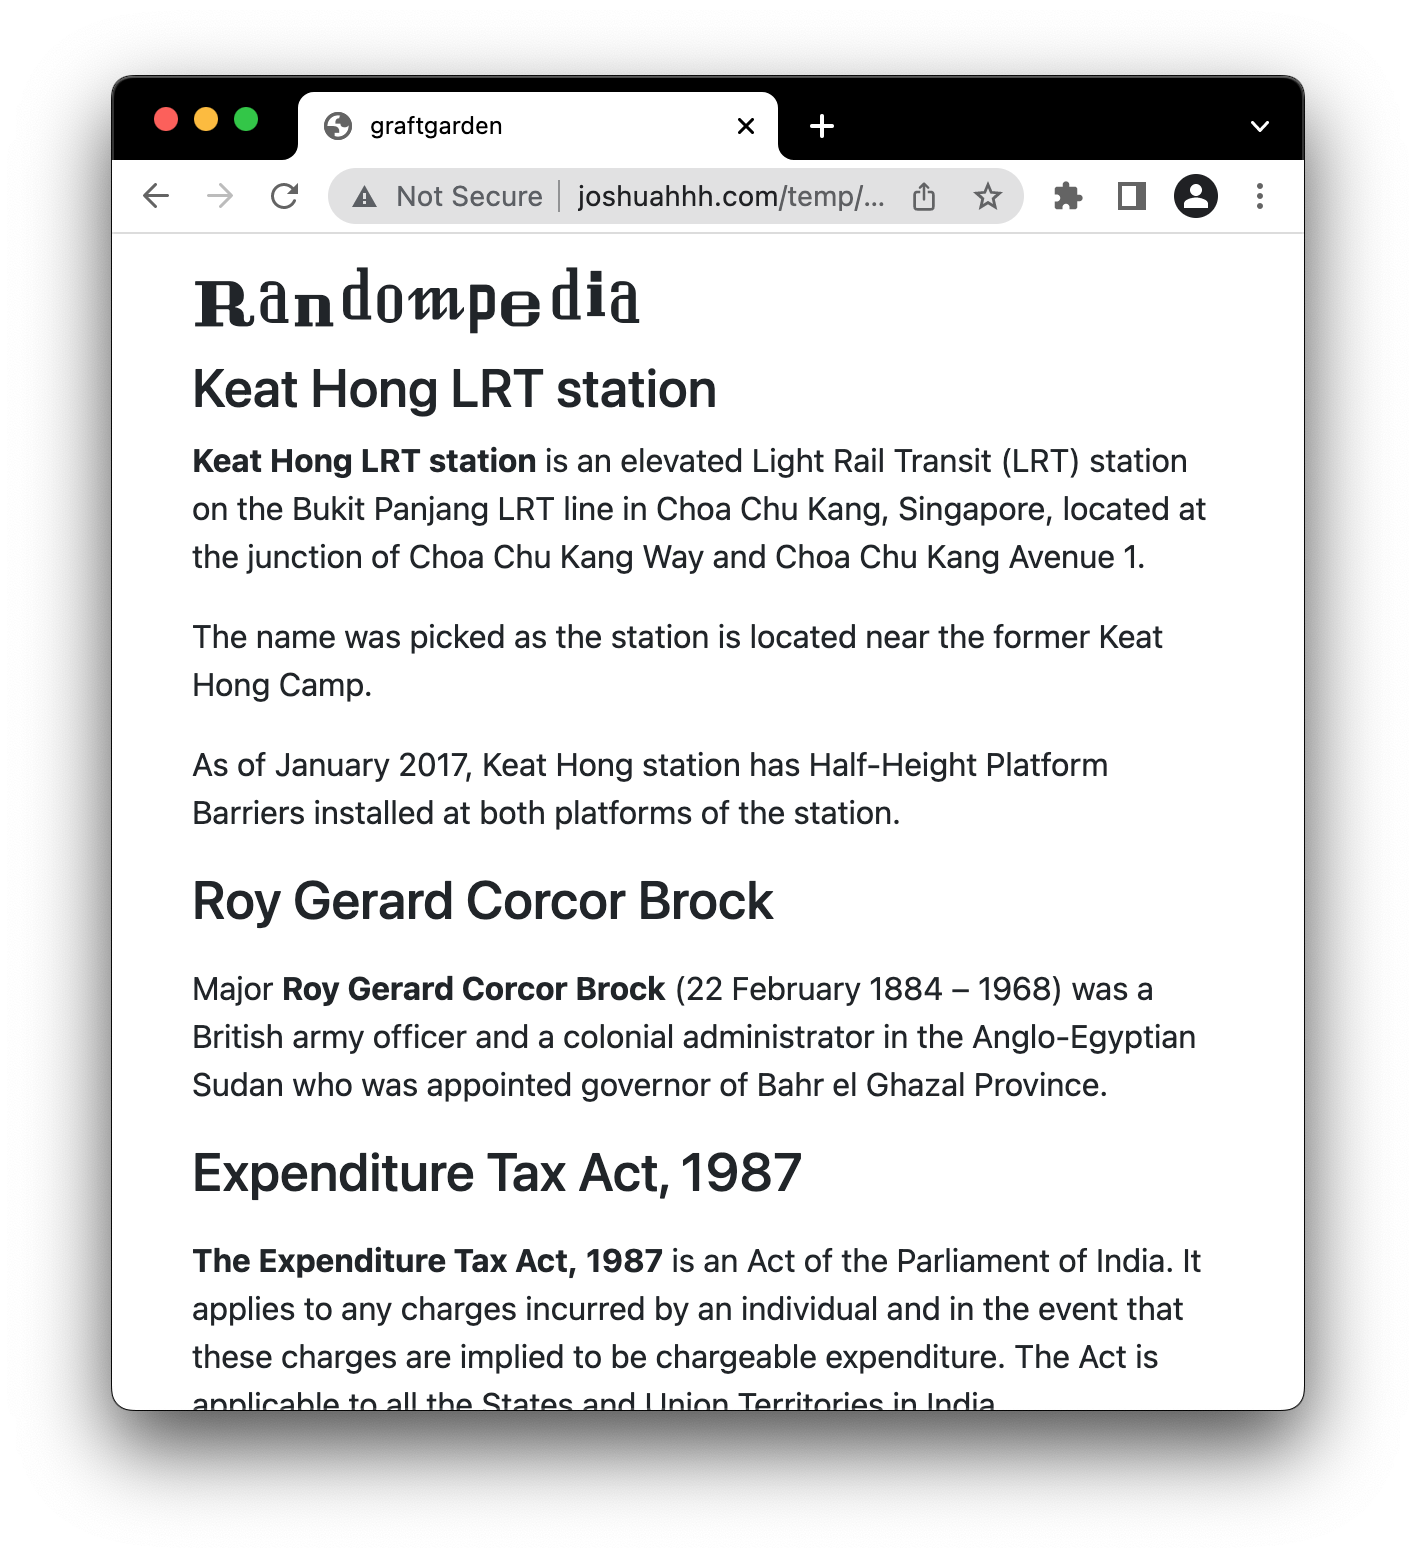 graftgarden
Not Secure joshuahhh.com/temp/...
Randompedia
Keat Hong LRT station
Keat Hong LRT station is an elevated Light Rail Transit (LRT) station
on the Bukit Panjang LRT line in Choa Chu Kang, Singapore, located at
the junction of Choa Chu Kang Way and Choa Chu Kang Avenue 1.
The name was picked as the station is located near the former Keat
Hong Camp.
As of January 2017, Keat Hong station has Half-Height Platform
Barriers installed at both platforms of the station.
Roy Gerard Corcor Brock
Major Roy Gerard Corcor Brock (22 February 1884 – 1968) was a
British army officer and a colonial administrator in the Anglo-Egyptian
Sudan who was appointed governor of Bahr el Ghazal Province.
Expenditure Tax Act, 1987
The Expenditure Tax Act, 1987 is an Act of the Parliament of India. It
applies to any charges incurred by an individual and in the event that
these charges are implied to be chargeable expenditure. The Act is
applicable to all the States and Union Territories in India